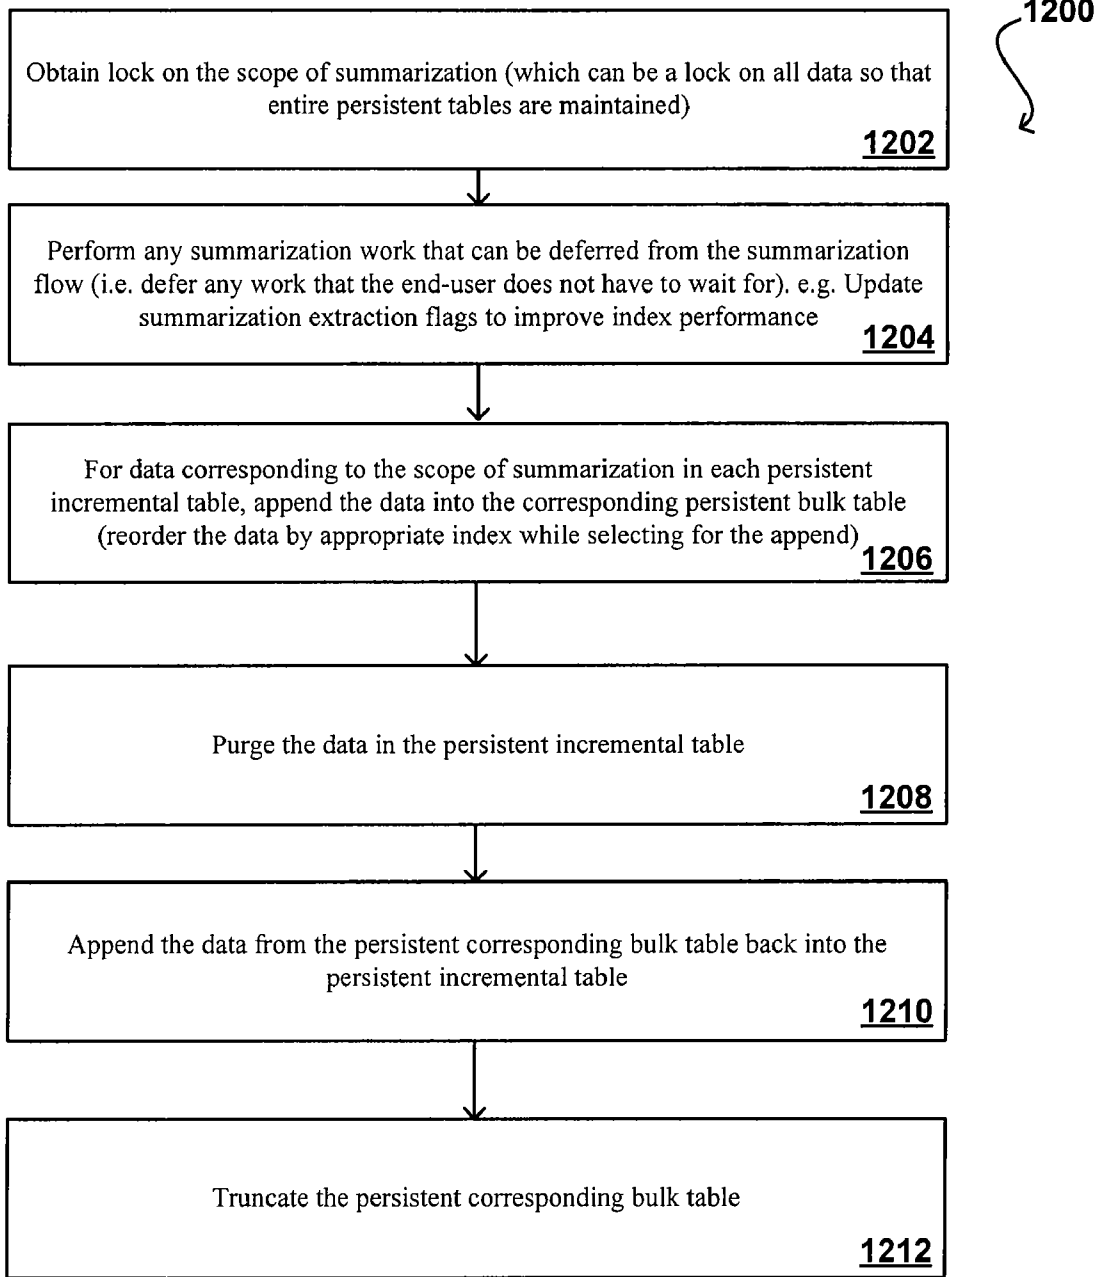 1200
Obtain lock on the scope of summarization (which can be a lock on all data so that
entire persistent tables are maintained)
1202
Perform any summarization work that can be deferred from the summarization
flow (i.e. defer any work that the end-user does not have to wait for). e.g. Update
summarization extraction flags to improve index performance
1204
For data corresponding to the scope of summarization in each persistent
incremental table, append the data into the corresponding persistent bulk table
(reorder the data by appropriate index while selecting for the append)
1206
Purge the data in the persistent incremental table
1208
Append the data from the persistent corresponding bulk table back into the
persistent incremental table
1210
Truncate the persistent corresponding bulk table
1212